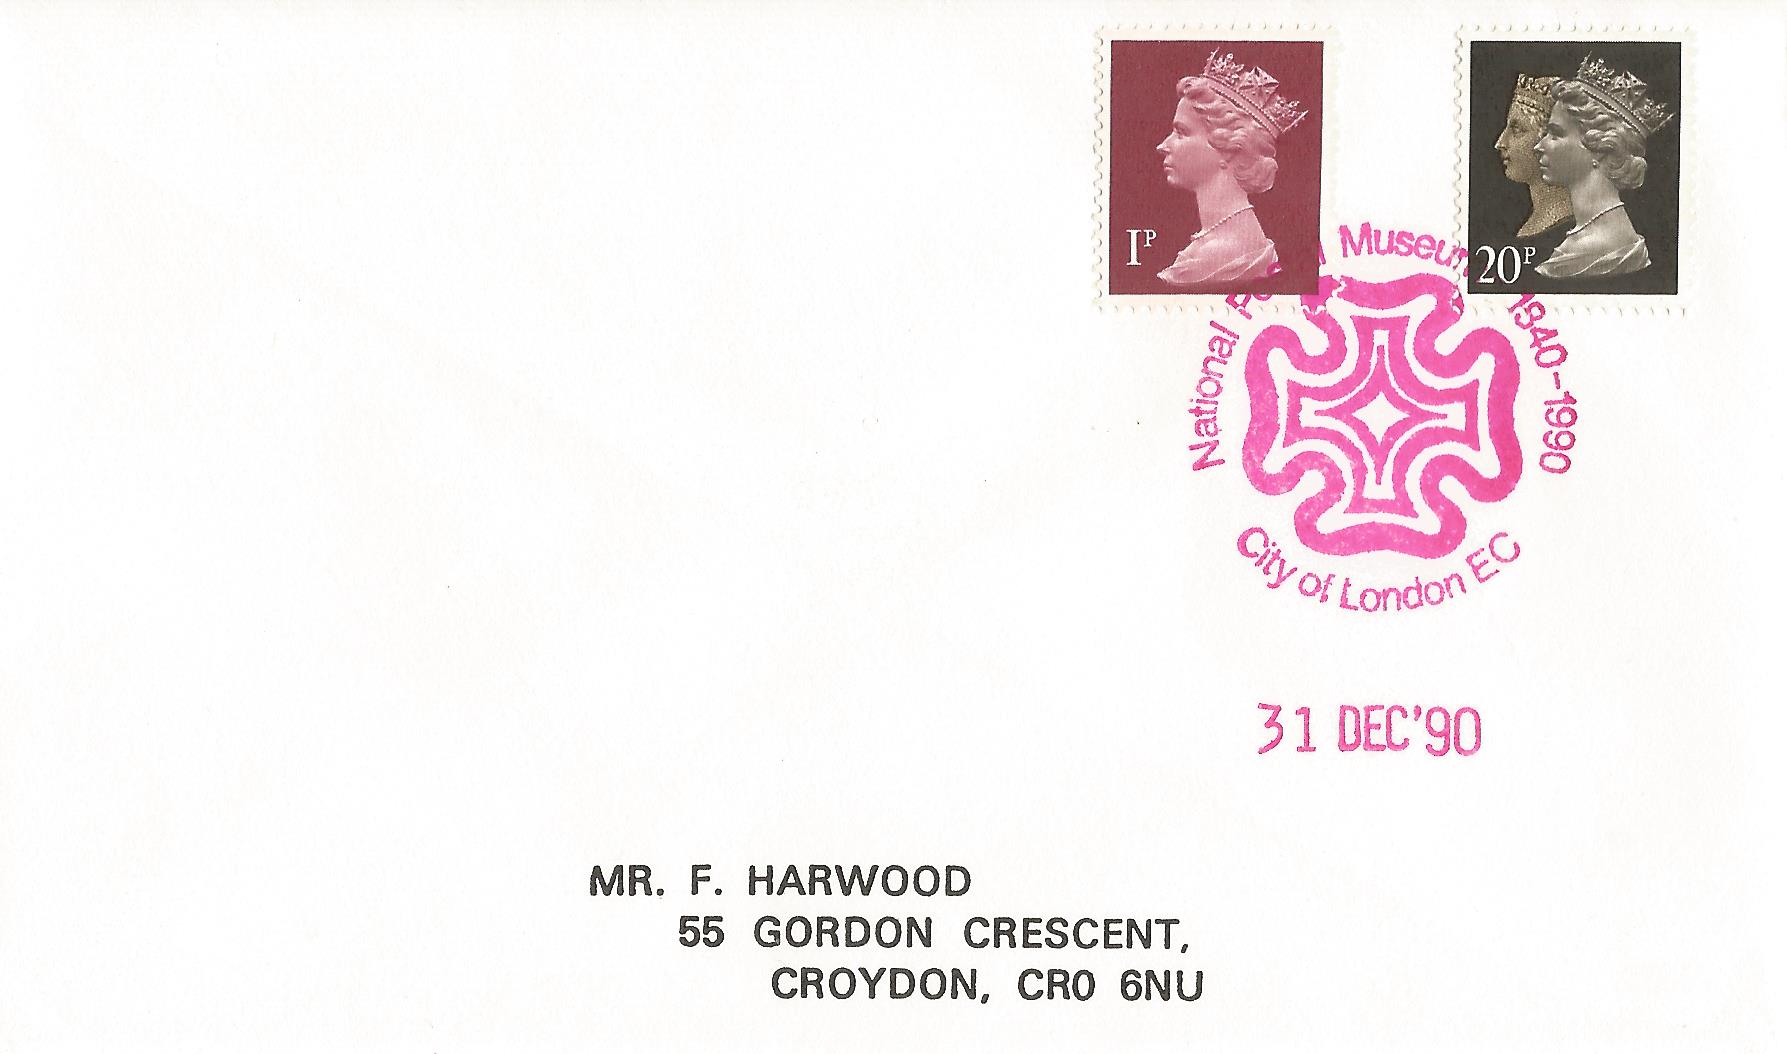 1P
20P
National Postal Museum 1840-1990
City of London EC
31 DEC'90
MR. F. HARWOOD
55 GORDON CRESCENT,
CROYDON, CR0 6NU